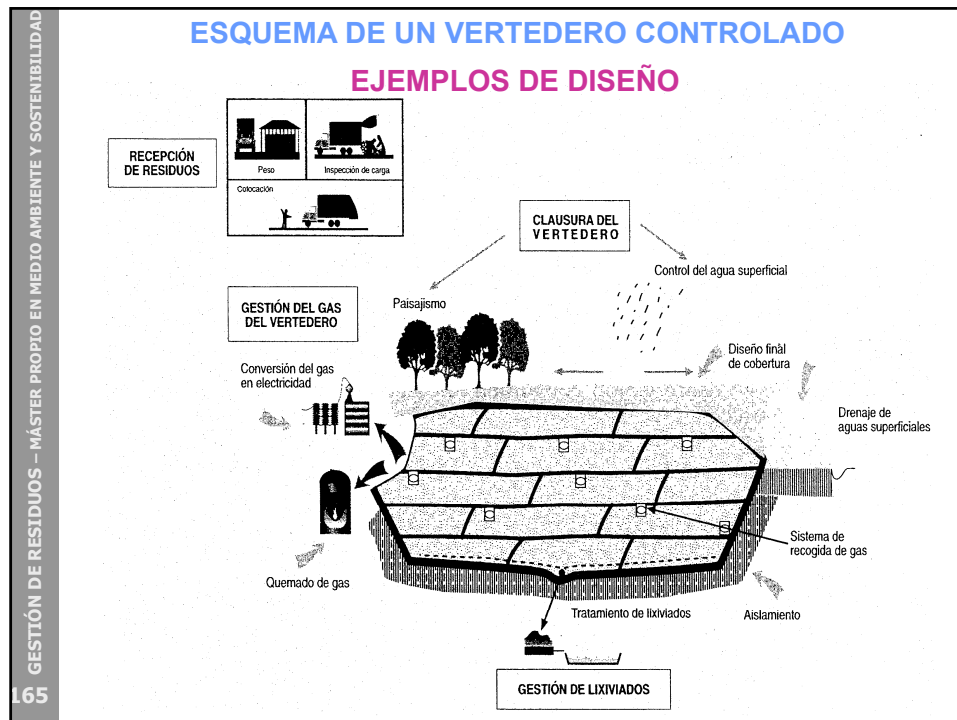 ESQUEMA DE UN VERTEDERO CONTROLADO
EJEMPLOS DE DISEÑO
RECEPCIÓN
DE RESIDUOS
Peso
Inspección de carga
Colocación
CLAUSURA DEL
VERTEDERO
Control del agua superficial
GESTIÓN DEL GAS
DEL VERTEDERO
Paisajismo
Diseño final
de cobertura
Conversión del gas
en electricidad
Drenaje de
aguas superficiales
Sistema de
recogida de gas
Quemado de gas
Tratamiento de lixiviados
Aislamiento
GESTIÓN DE LIXIVIADOS
GESTIÓN DE RESIDUOS – MÁSTER PROPIO EN MEDIO AMBIENTE Y SOSTENIBILIDAD
165